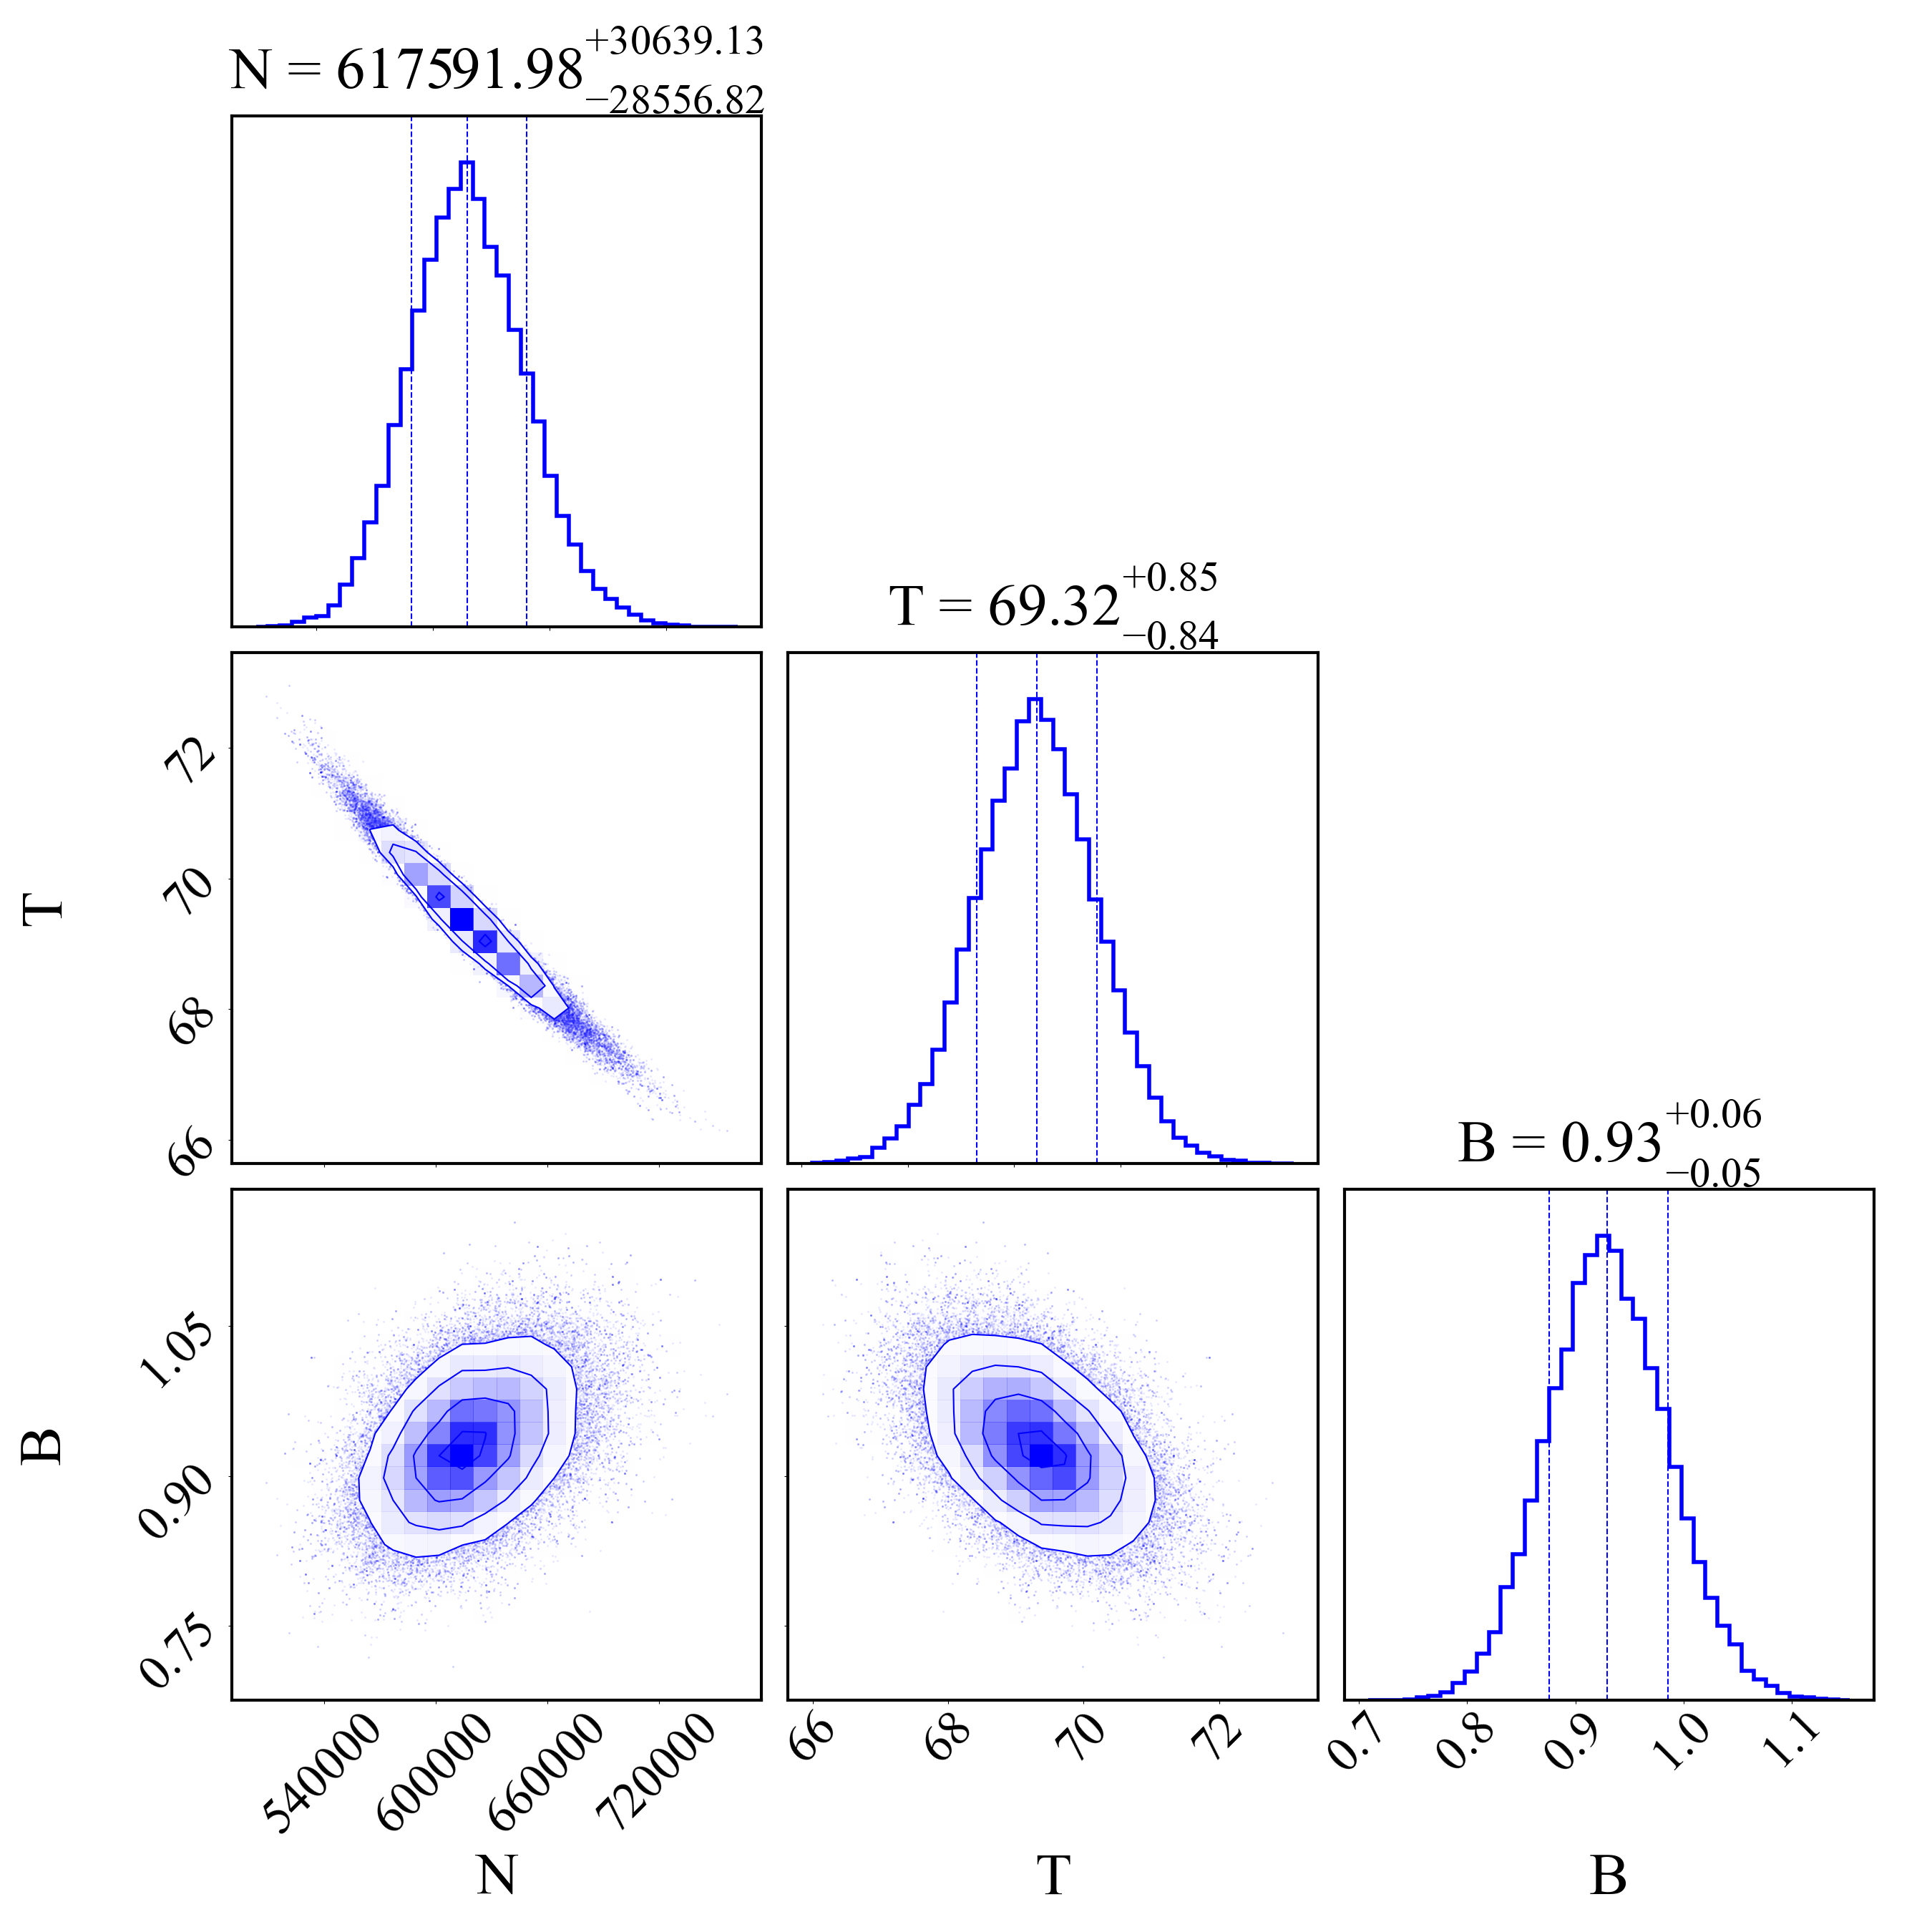 N = 617591.98 +30639.13 −28556.82
T = 69.32 +0.85 −0.84
72
70
68
66
T
B = 0.93 +0.06 −0.05
1.05
0.90
0.75
B
540000 600000 660000 720000
66 68 70 72
0.7 0.8 0.9 1.0 1.1
N T B